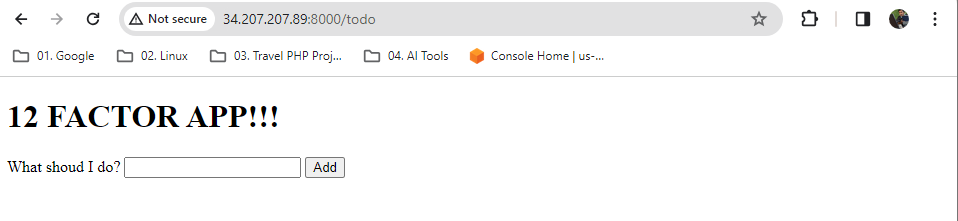 Not secure 34.207.207.89:8000/todo
01. Google 02. Linux 03. Travel PHP Proj... 04. AI Tools Console Home | us-...
12 FACTOR APP!!!
What shoud I do? Add